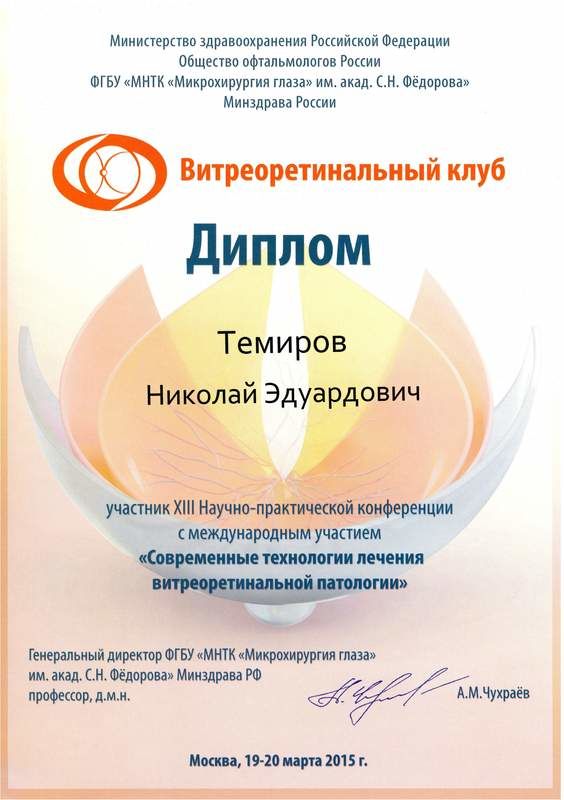 Министерство здравоохранения Российской Федерации
Общество офтальмологов России
ФГБУ «МНТК «Микрохирургия глаза» им. акад. С.Н. Фёдорова»
Минздрава России
Витреоретинальный клуб
Диплом
Темиров
Николай Эдуардович
участник XIII Научно-практической конференции
с международным участием
«Современные технологии лечения
витреоретинальной патологии»
Генеральный директор ФГБУ «МНТК «Микрохирургия глаза»
им. акад. С.Н. Фёдорова» Минздрава РФ
профессор, д.м.н.
А.М.Чухраёв
Москва, 19-20 марта 2015 г.